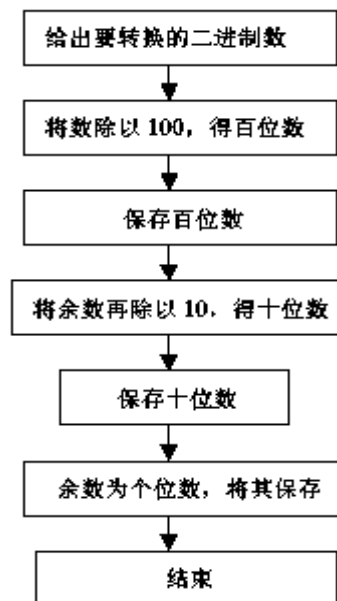 给出要转换的二进制数
将数除以100，得百位数
保存百位数
将余数再除以10，得十位数
保存十位数
余数为个位数，将其保存
结束